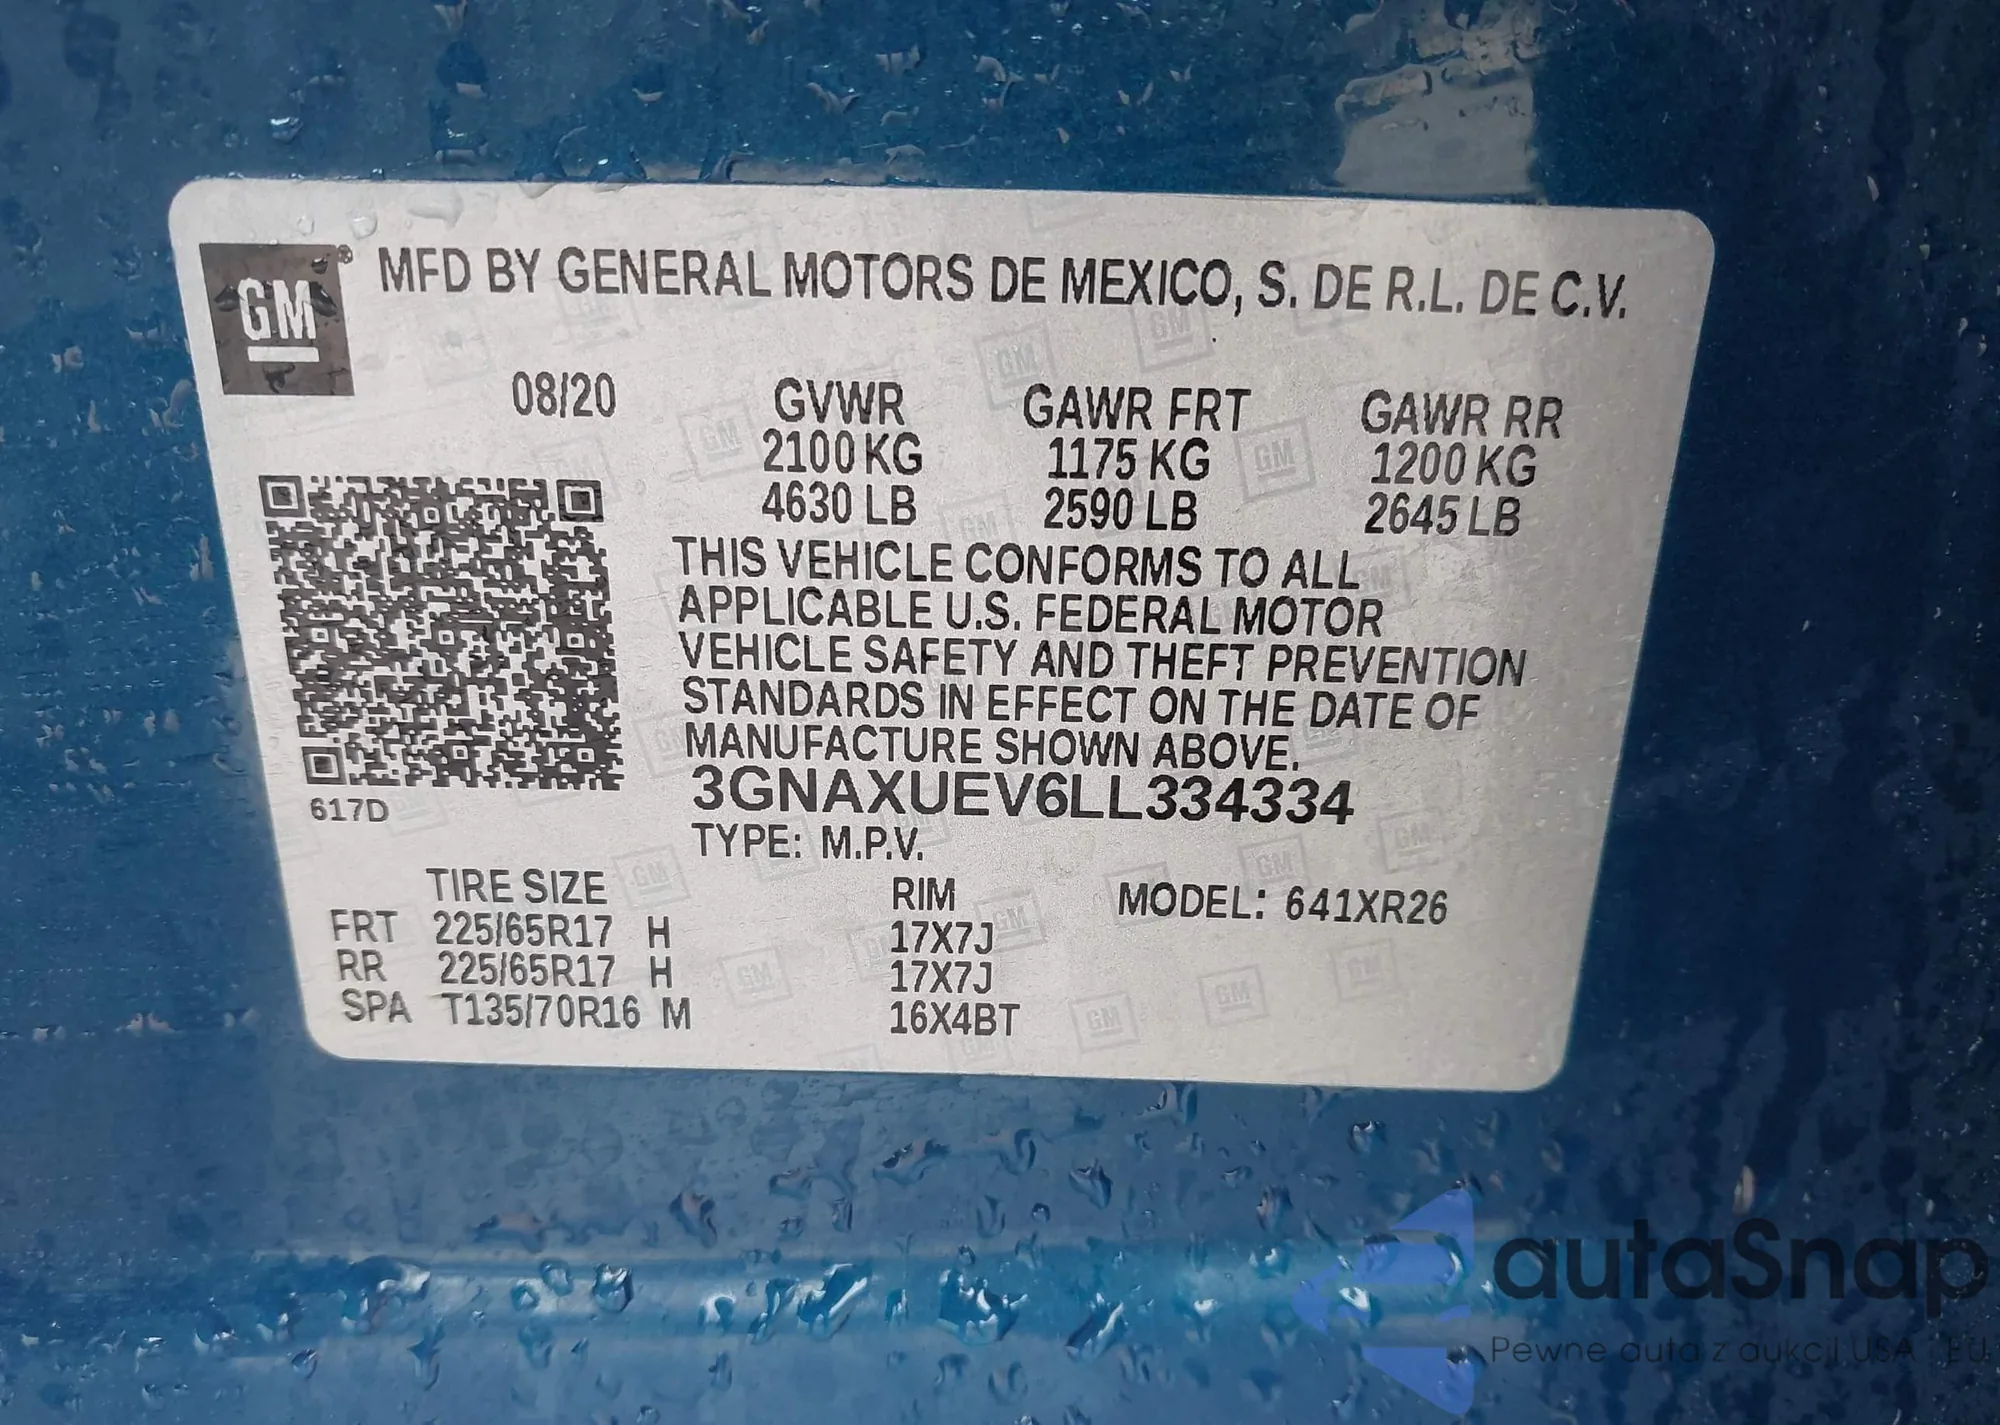 GM®
MFD BY GENERAL MOTORS DE MEXICO, S. DE R.L. DE C.V.
08/20 GVWR GAWR FRT GAWR RR
2100 KG 1175 KG 1200 KG
4630 LB 2590 LB 2645 LB
THIS VEHICLE CONFORMS TO ALL
APPLICABLE U.S. FEDERAL MOTOR
VEHICLE SAFETY AND THEFT PREVENTION
STANDARDS IN EFFECT ON THE DATE OF
MANUFACTURE SHOWN ABOVE.
3GNAXUEV6LL334334
617D
TYPE: M.P.V.
TIRE SIZE RIM MODEL: 641XR26
FRT 225/65R17 H 17X7J
RR 225/65R17 H 17X7J
SPA T135/70R16 M 16X4BT
autaSnap
Pewne auta z aukcji USA i EU